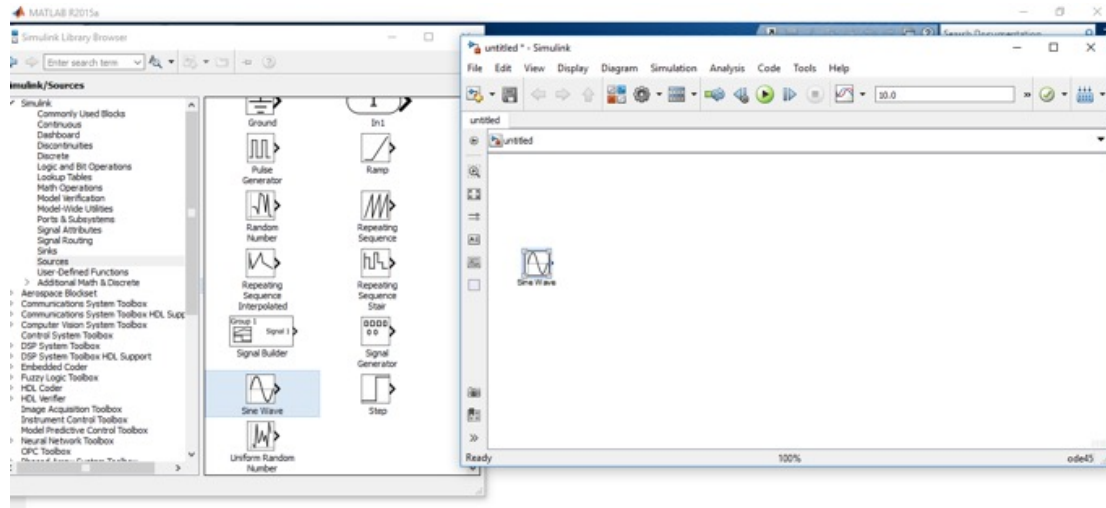 MATLAB R2015a
Simulink Library Browser
Enter search term
Simulink/Sources
Simulink
Commonly Used Blocks
Continuous
Dashboard
Discontinuities
Discrete
Logic and Bit Operations
Lookup Tables
Math Operations
Model Verification
Model-Wide Utilities
Ports & Subsystems
Signal Attributes
Signal Routing
Sinks
Sources
User-Defined Functions
Additional Math & Discrete
Aerospace Blockset
Communications System Toolbox
Communications System Toolbox HDL Supp
Computer Vision System Toolbox
Control System Toolbox
DSP System Toolbox
DSP System Toolbox HDL Support
Embedded Coder
Fuzzy Logic Toolbox
HDL Coder
HDL Verifier
Image Acquisition Toolbox
Instrument Control Toolbox
Model Predictive Control Toolbox
Neural Network Toolbox
OPC Toolbox
Phased Array System Toolbox
1
Ground
In1
Pulse
Generator
Ramp
Random
Number
Repeating
Sequence
Repeating
Sequence
Interpolated
Repeating
Sequence
Stair
Group 1
Signal 1
Signal Builder
Signal
Generator
Sine Wave
Step
Uniform Random
Number
Search Documentation
untitled * - Simulink
File Edit View Display Diagram Simulation Analysis Code Tools Help
10.0
untitled
untitled
Sine Wave
Ready
100%
ode45